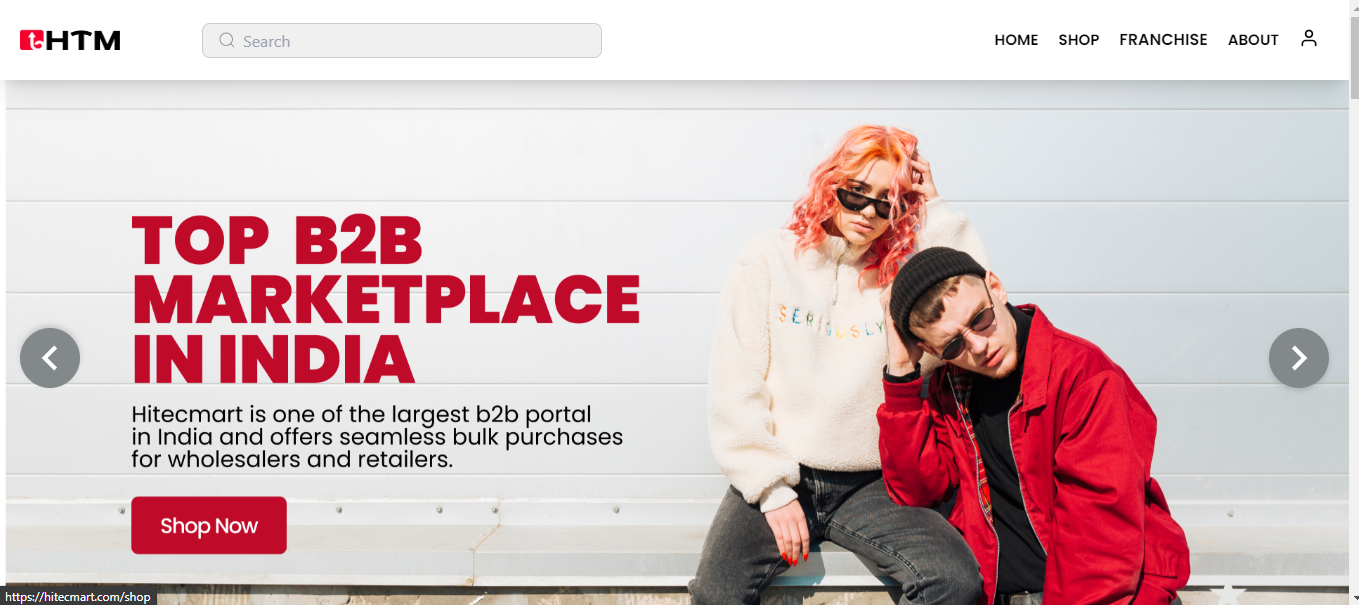 HTM
Search
HOME
SHOP
FRANCHISE
ABOUT
TOP B2B
MARKETPLACE
IN INDIA
Hitecmart is one of the largest b2b portal
in India and offers seamless bulk purchases
for wholesalers and retailers.
Shop Now
SERIOUSLY
https://hitecmart.com/shop